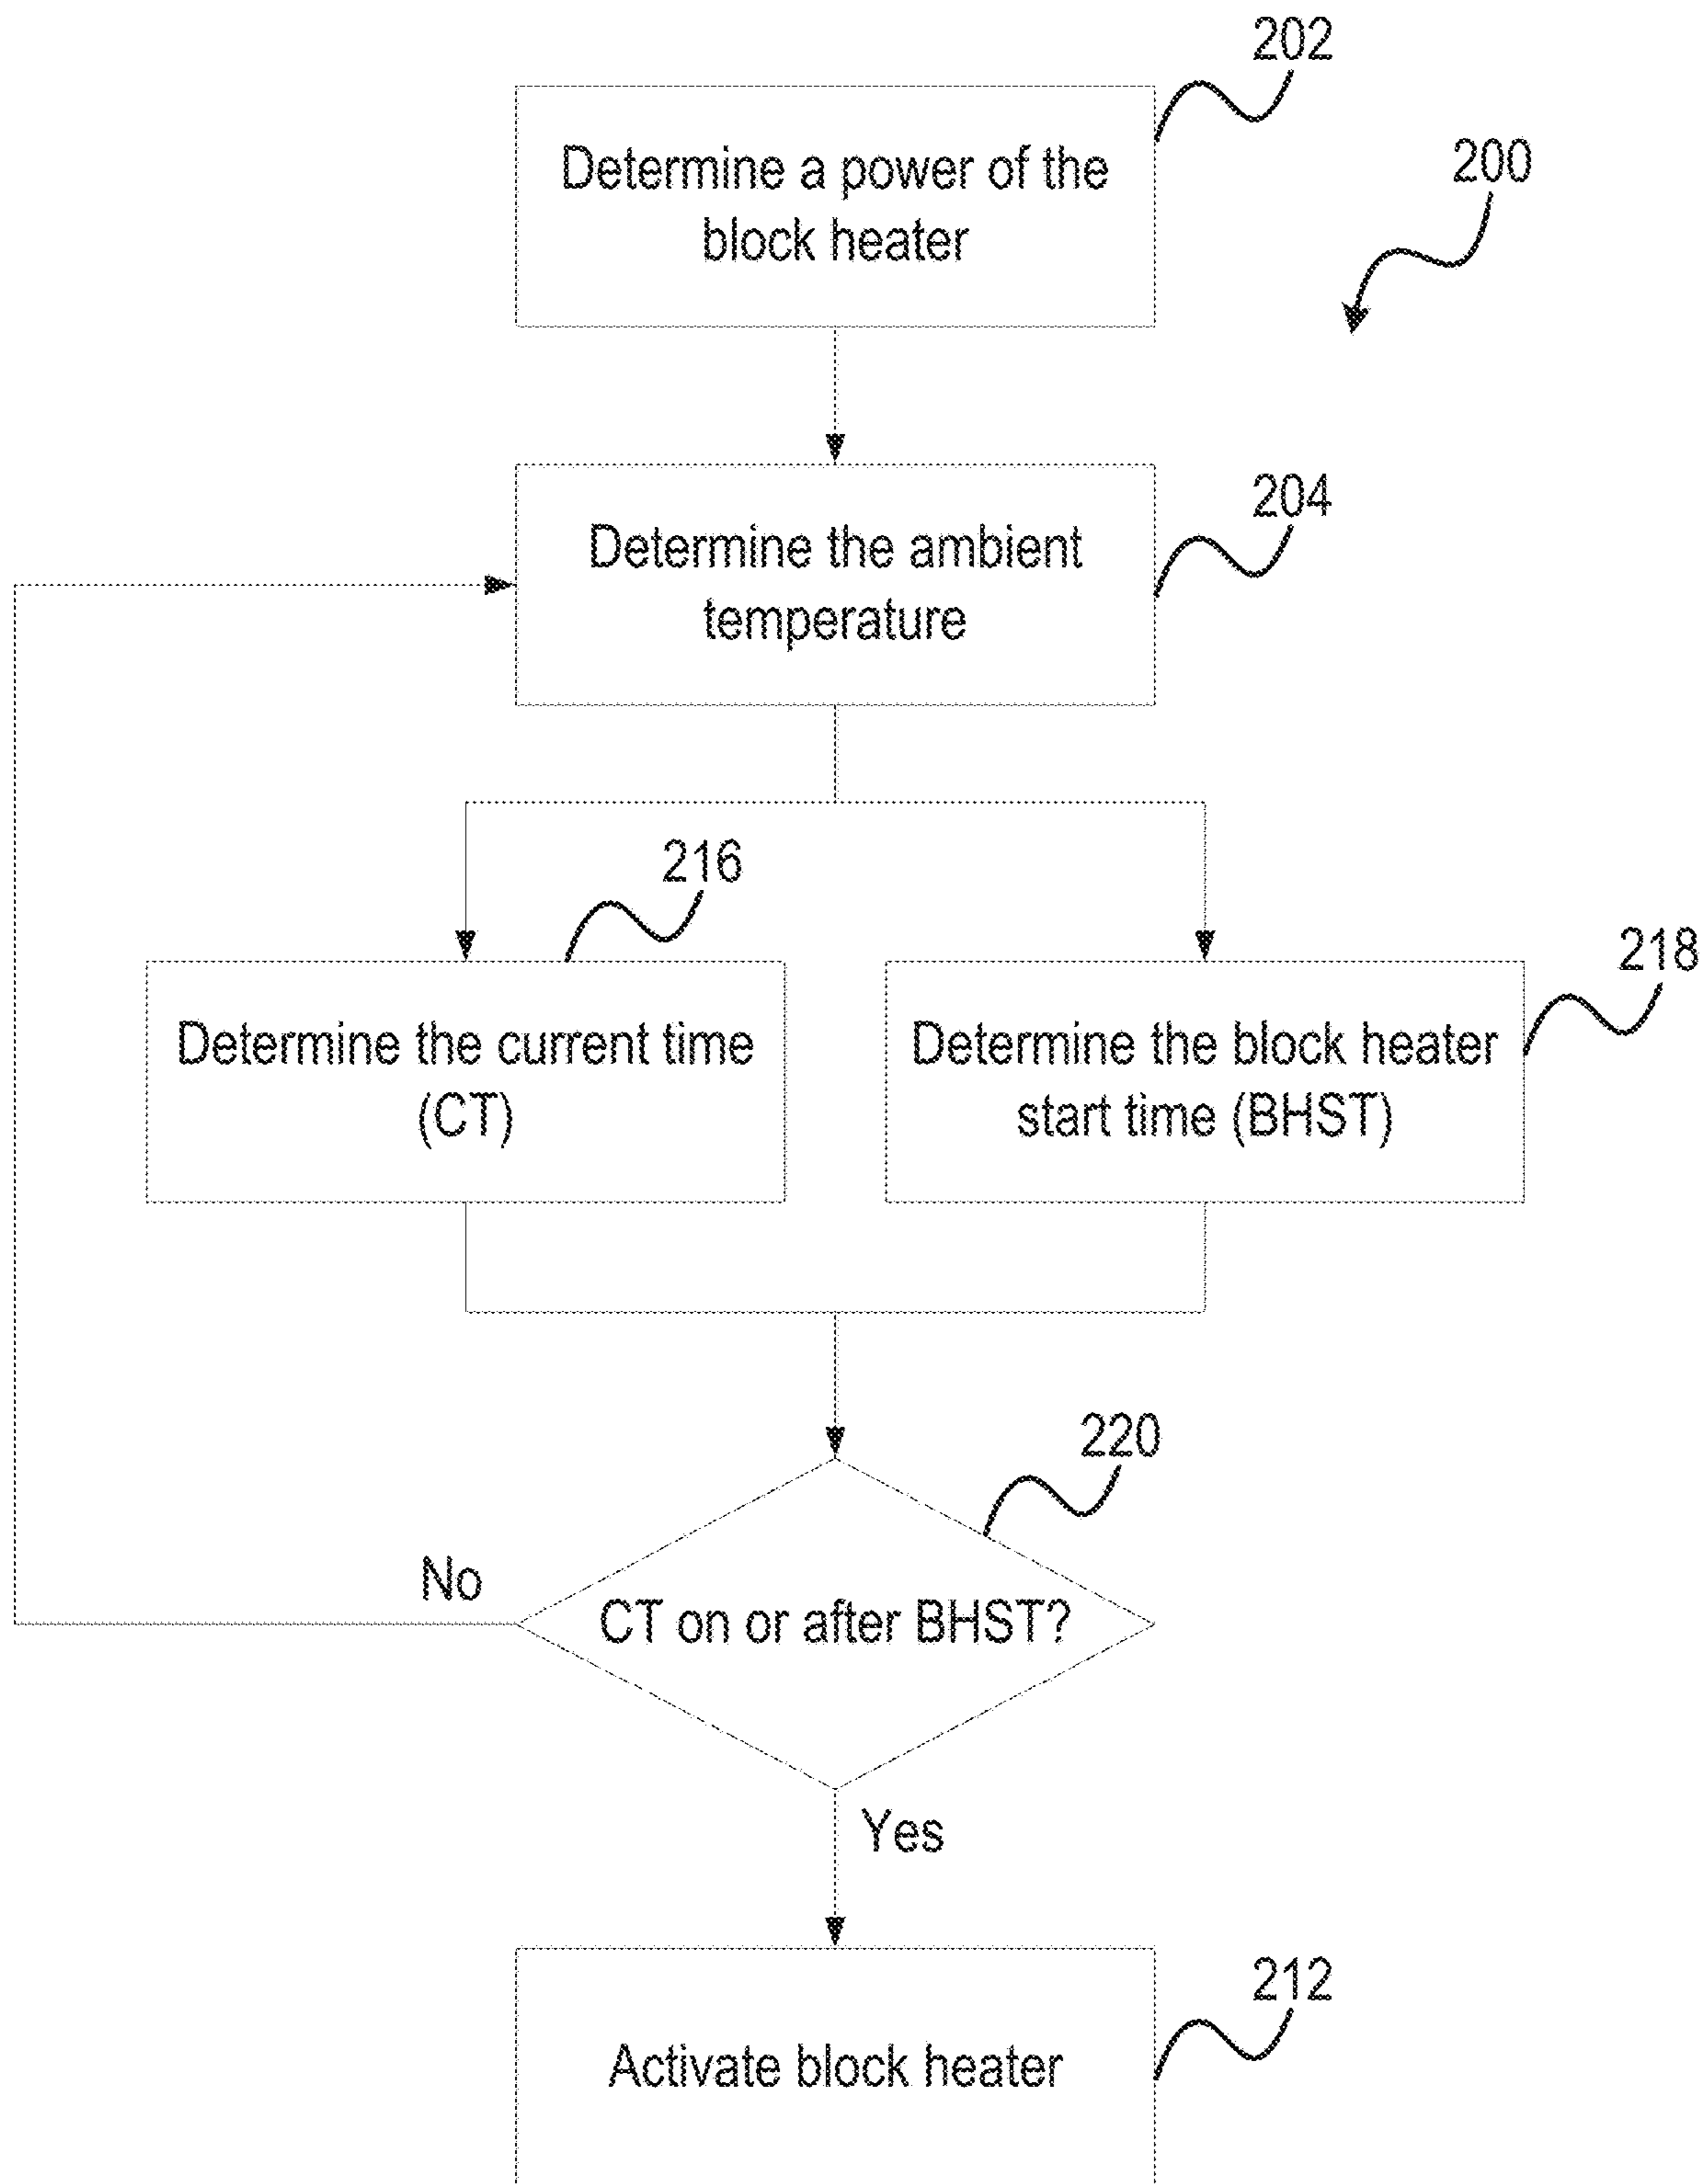 202
Determine a power of the
block heater
200
204
Determine the ambient
temperature
216
218
Determine the current time
(CT)
Determine the block heater
start time (BHST)
220
No
CT on or after BHST?
Yes
212
Activate block heater